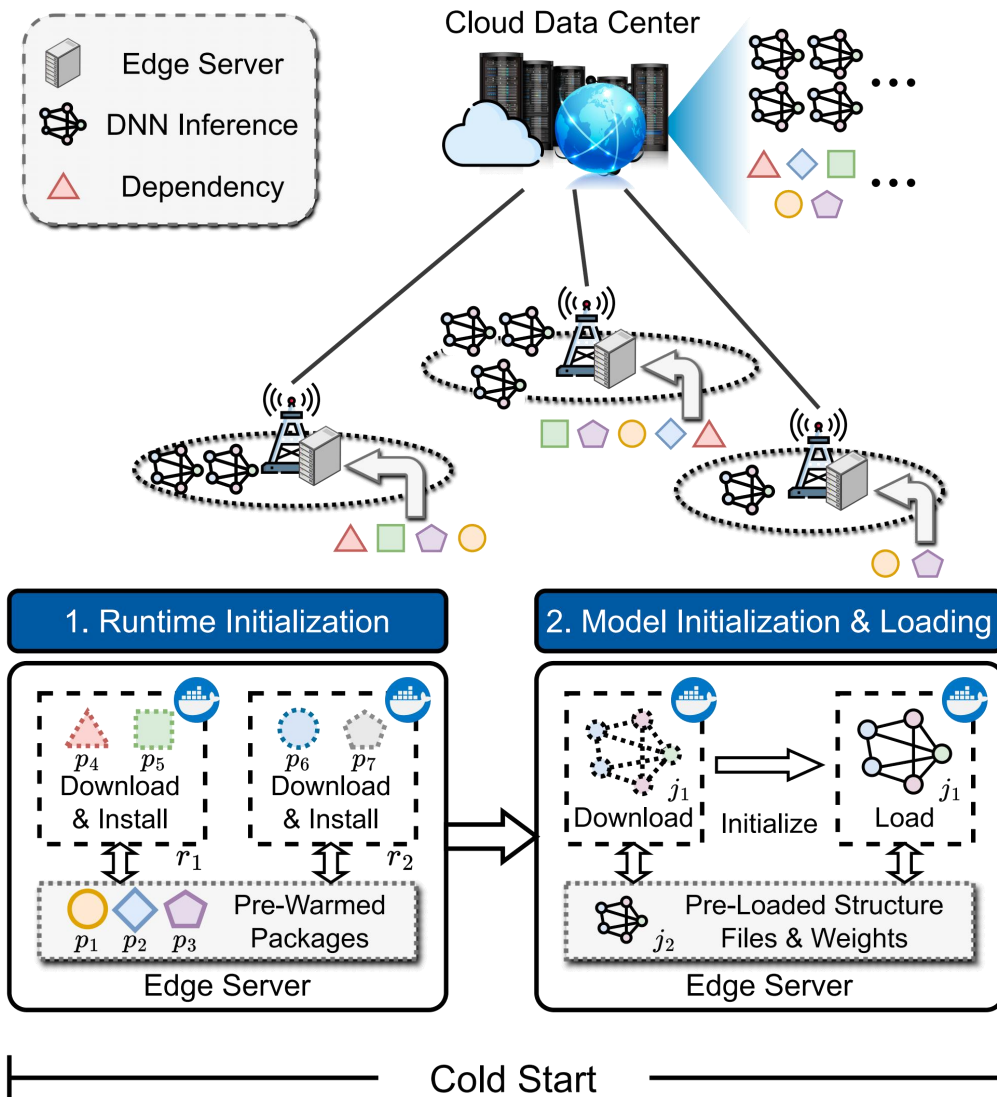 Cloud Data Center
Edge Server
DNN Inference
Dependency
1. Runtime Initialization
2. Model Initialization & Loading
p4 p5
Download
& Install
r1
p6 p7
Download
& Install
r2
p1 p2 p3
Pre-Warmed
Packages
Edge Server
j1
Download
Initialize
j1
Load
j2
Pre-Loaded Structure
Files & Weights
Edge Server
Cold Start